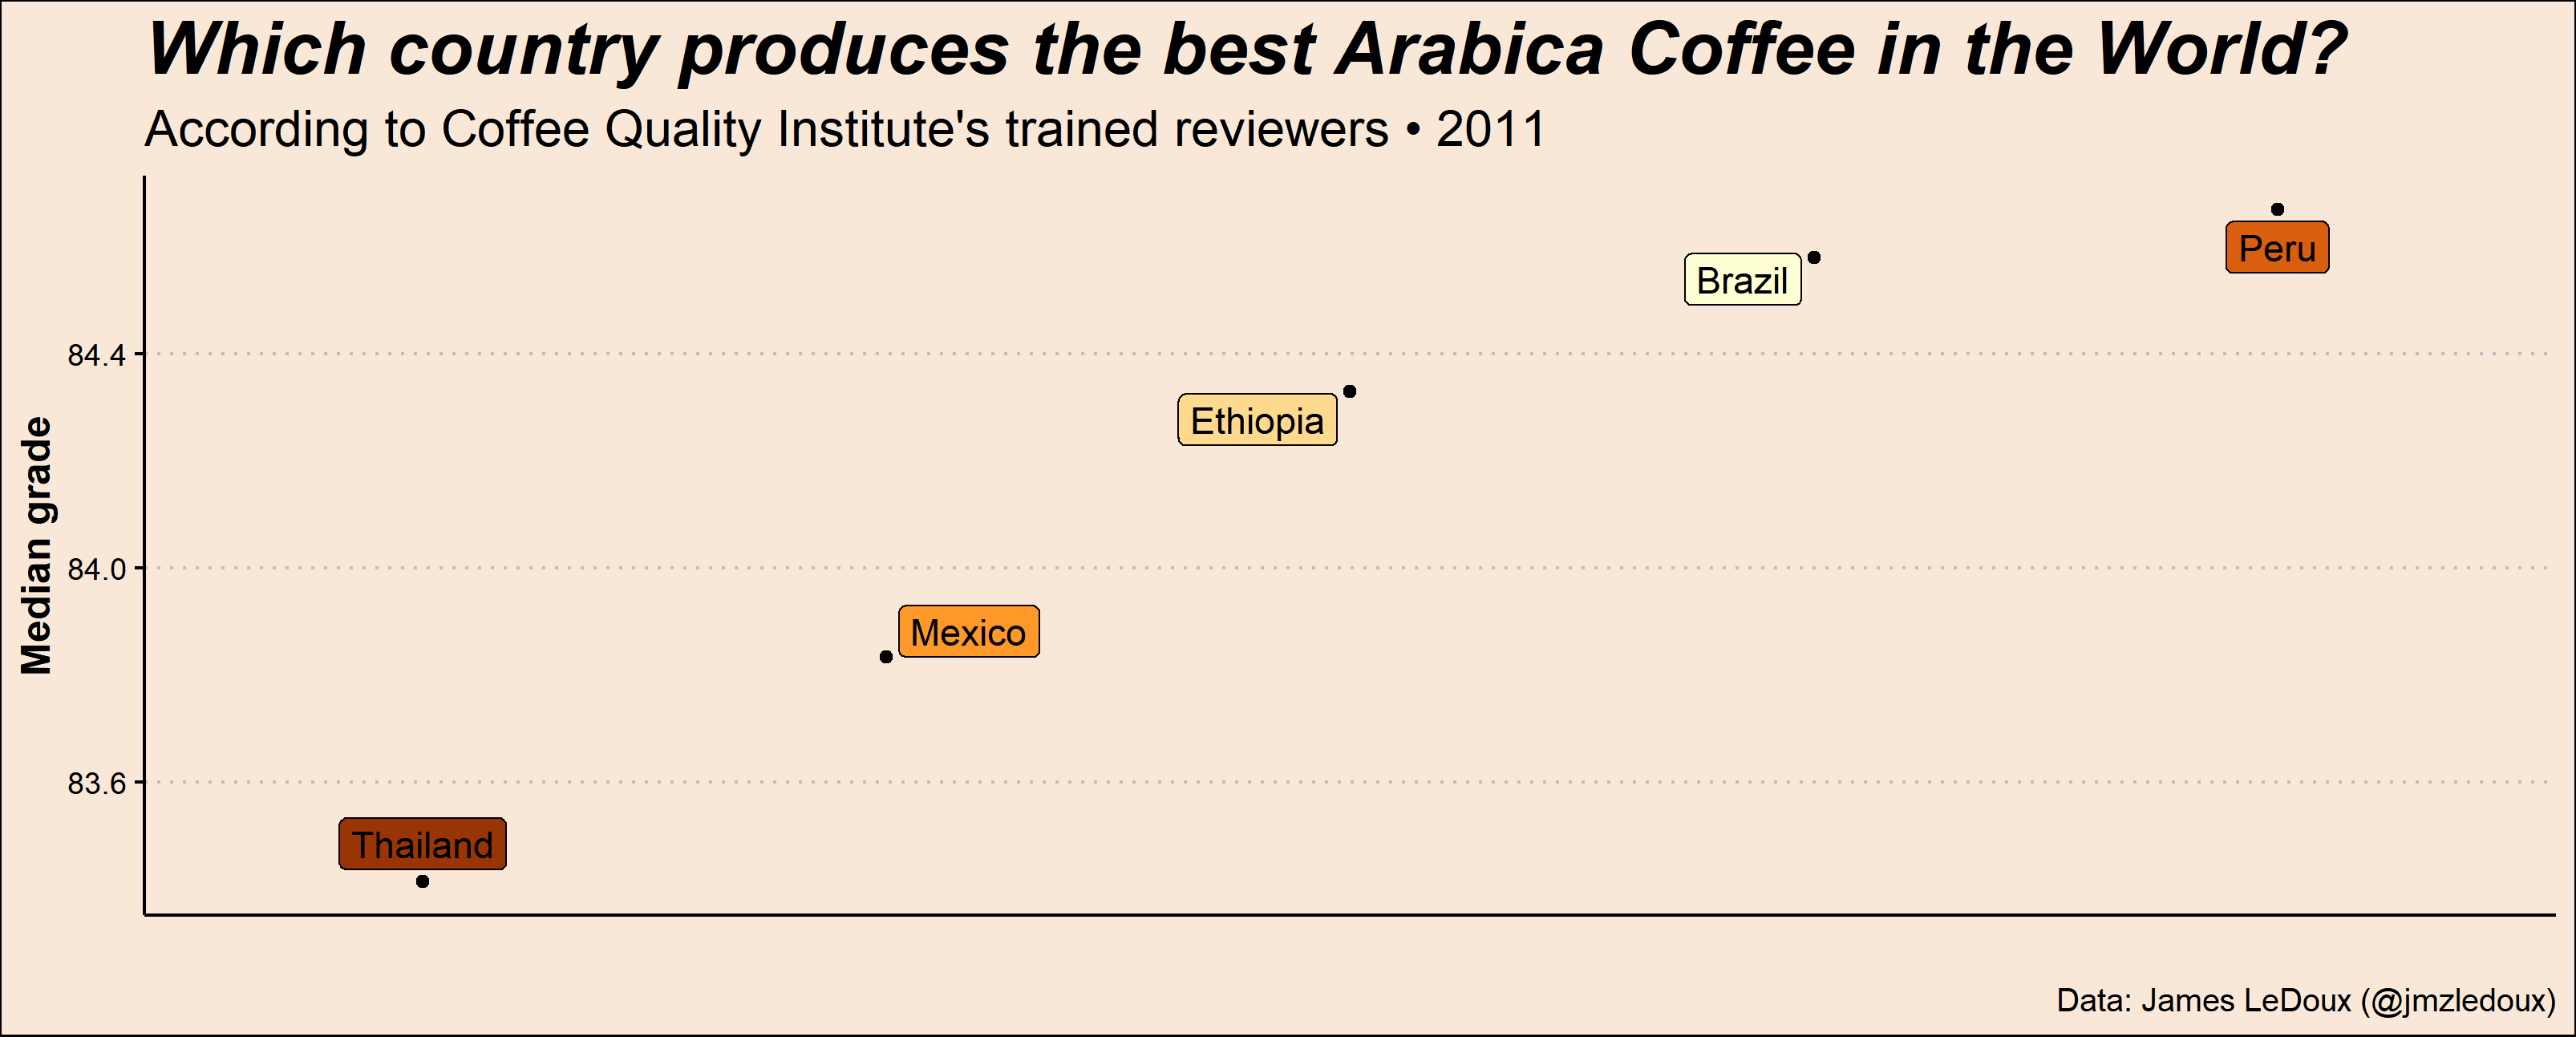 Which country produces the best Arabica Coffee in the World?
According to Coffee Quality Institute's trained reviewers • 2011
Peru
Brazil
84.4
Ethiopia
Median grade
84.0
Mexico
83.6
Thailand
Data: James LeDoux (@jmzledoux)